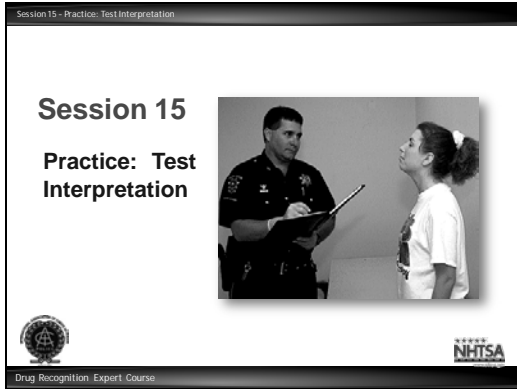 Session 15 - Practice: Test Interpretation
Session 15
Practice: Test
Interpretation
NHTSA
Drug Recognition Expert Course